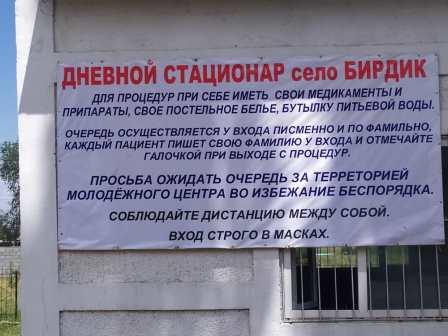 ДНЕВНОЙ СТАЦИОНАР село БИРДИК
ДЛЯ ПРОЦЕДУР ПРИ СЕБЕ ИМЕТЬ СВОИ МЕДИКАМЕНТЫ И
ПРИПАРАТЫ, СВОЕ ПОСТЕЛЬНОЕ БЕЛЬЕ, БУТЫЛКУ ПИТЬЕВОЙ ВОДЫ.
ОЧЕРЕДЬ ОСУЩЕСТВЛЯЕТСЯ У ВХОДА ПИСМЕННО И ПО ФАМИЛЬНО,
КАЖДЫЙ ПАЦИЕНТ ПИШЕТ СВОЮ ФАМИЛИЮ У ВХОДА И ОТМЕЧАЙТЕ
ГАЛОЧКОЙ ПРИ ВЫХОДЕ С ПРОЦЕДУР.
ПРОСЬБА ОЖИДАТЬ ОЧЕРЕДЬ ЗА ТЕРРИТОРИЕЙ
МОЛОДЁЖНОГО ЦЕНТРА ВО ИЗБЕЖАНИЕ БЕСПОРЯДКА.
СОБЛЮДАЙТЕ ДИСТАНЦИЮ МЕЖДУ СОБОЙ.
ВХОД СТРОГО В МАСКАХ.